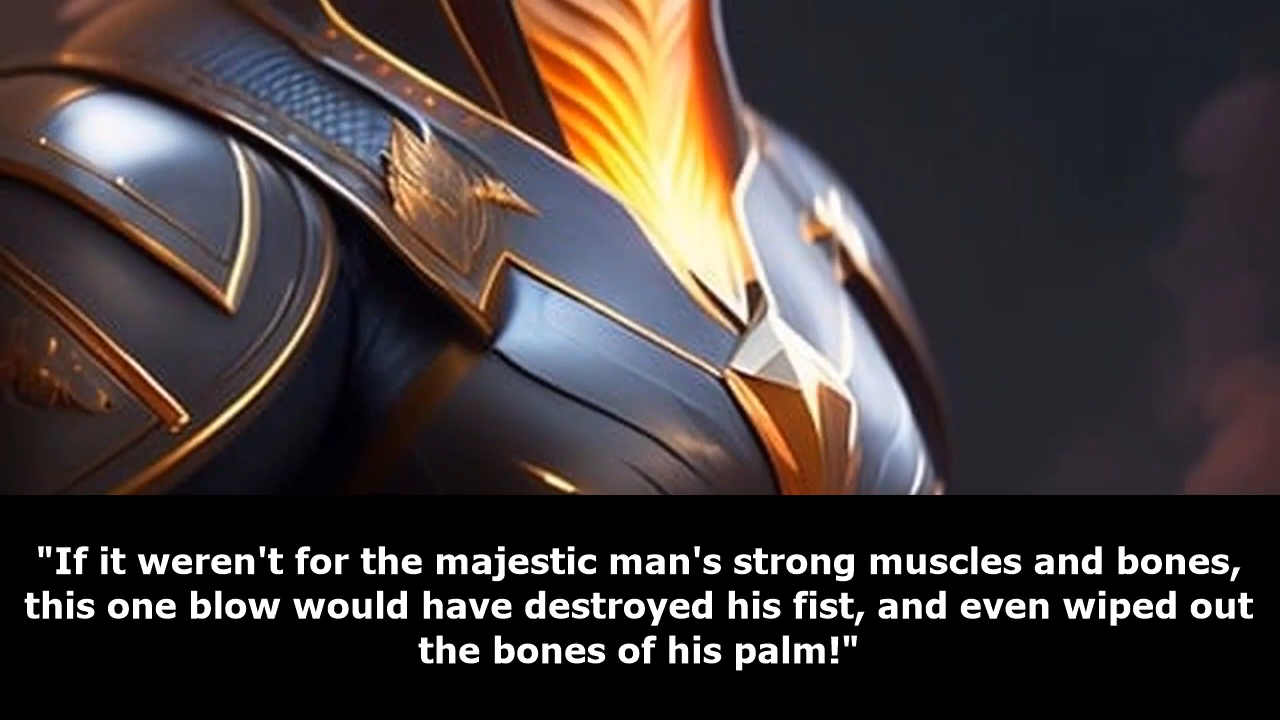 "If it weren't for the majestic man's strong muscles and bones,
this one blow would have destroyed his fist, and even wiped out
the bones of his palm!"